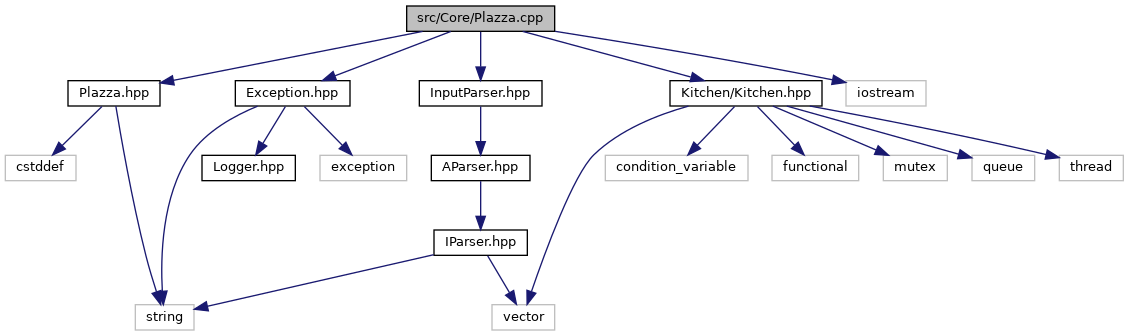 src/Core/Plazza.cpp
Plazza.hpp
Exception.hpp
InputParser.hpp
Kitchen/Kitchen.hpp
iostream
cstddef
Logger.hpp
exception
AParser.hpp
condition_variable
functional
mutex
queue
thread
IParser.hpp
string
vector